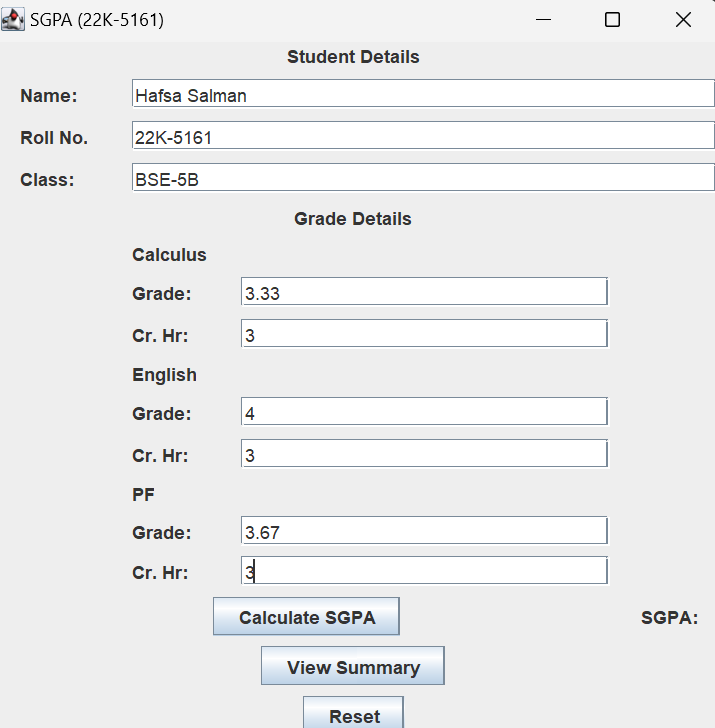 SGPA (22K-5161)
Student Details
Name: Hafsa Salman
Roll No. 22K-5161
Class: BSE-5B
Grade Details
Calculus
Grade: 3.33
Cr. Hr: 3
English
Grade: 4
Cr. Hr: 3
PF
Grade: 3.67
Cr. Hr: 3
Calculate SGPA SGPA:
View Summary
Reset